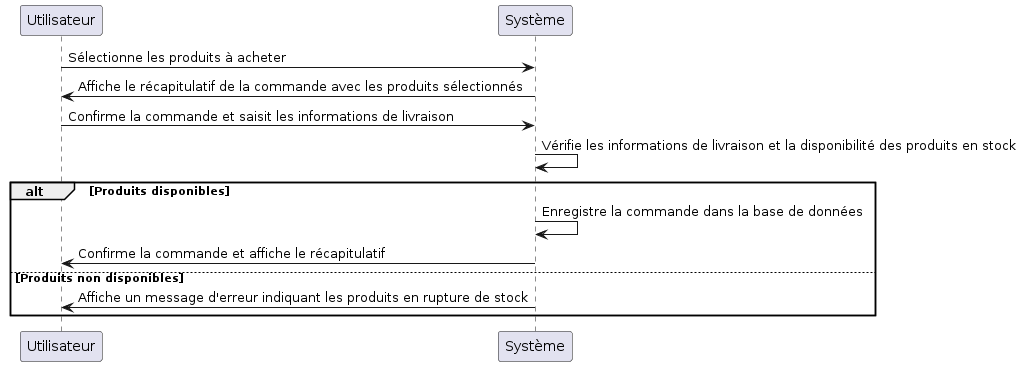 Utilisateur Système
Sélectionne les produits à acheter
Affiche le récapitulatif de la commande avec les produits sélectionnés
Confirme la commande et saisit les informations de livraison
Vérifie les informations de livraison et la disponibilité des produits en stock
alt [Produits disponibles]
Enregistre la commande dans la base de données
Confirme la commande et affiche le récapitulatif
[Produits non disponibles]
Affiche un message d'erreur indiquant les produits en rupture de stock
Utilisateur Système